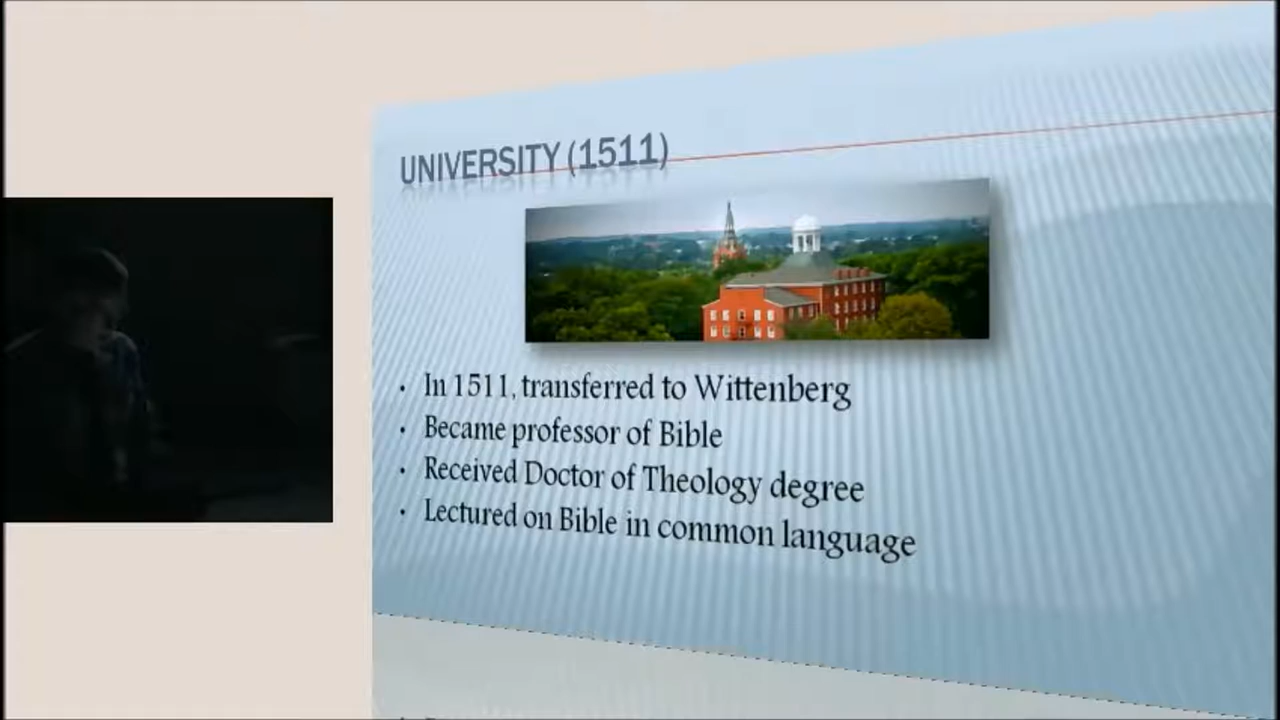 UNIVERSITY (1511)
• In 1511, transferred to Wittenberg
• Became professor of Bible
• Received Doctor of Theology degree
• Lectured on Bible in common language